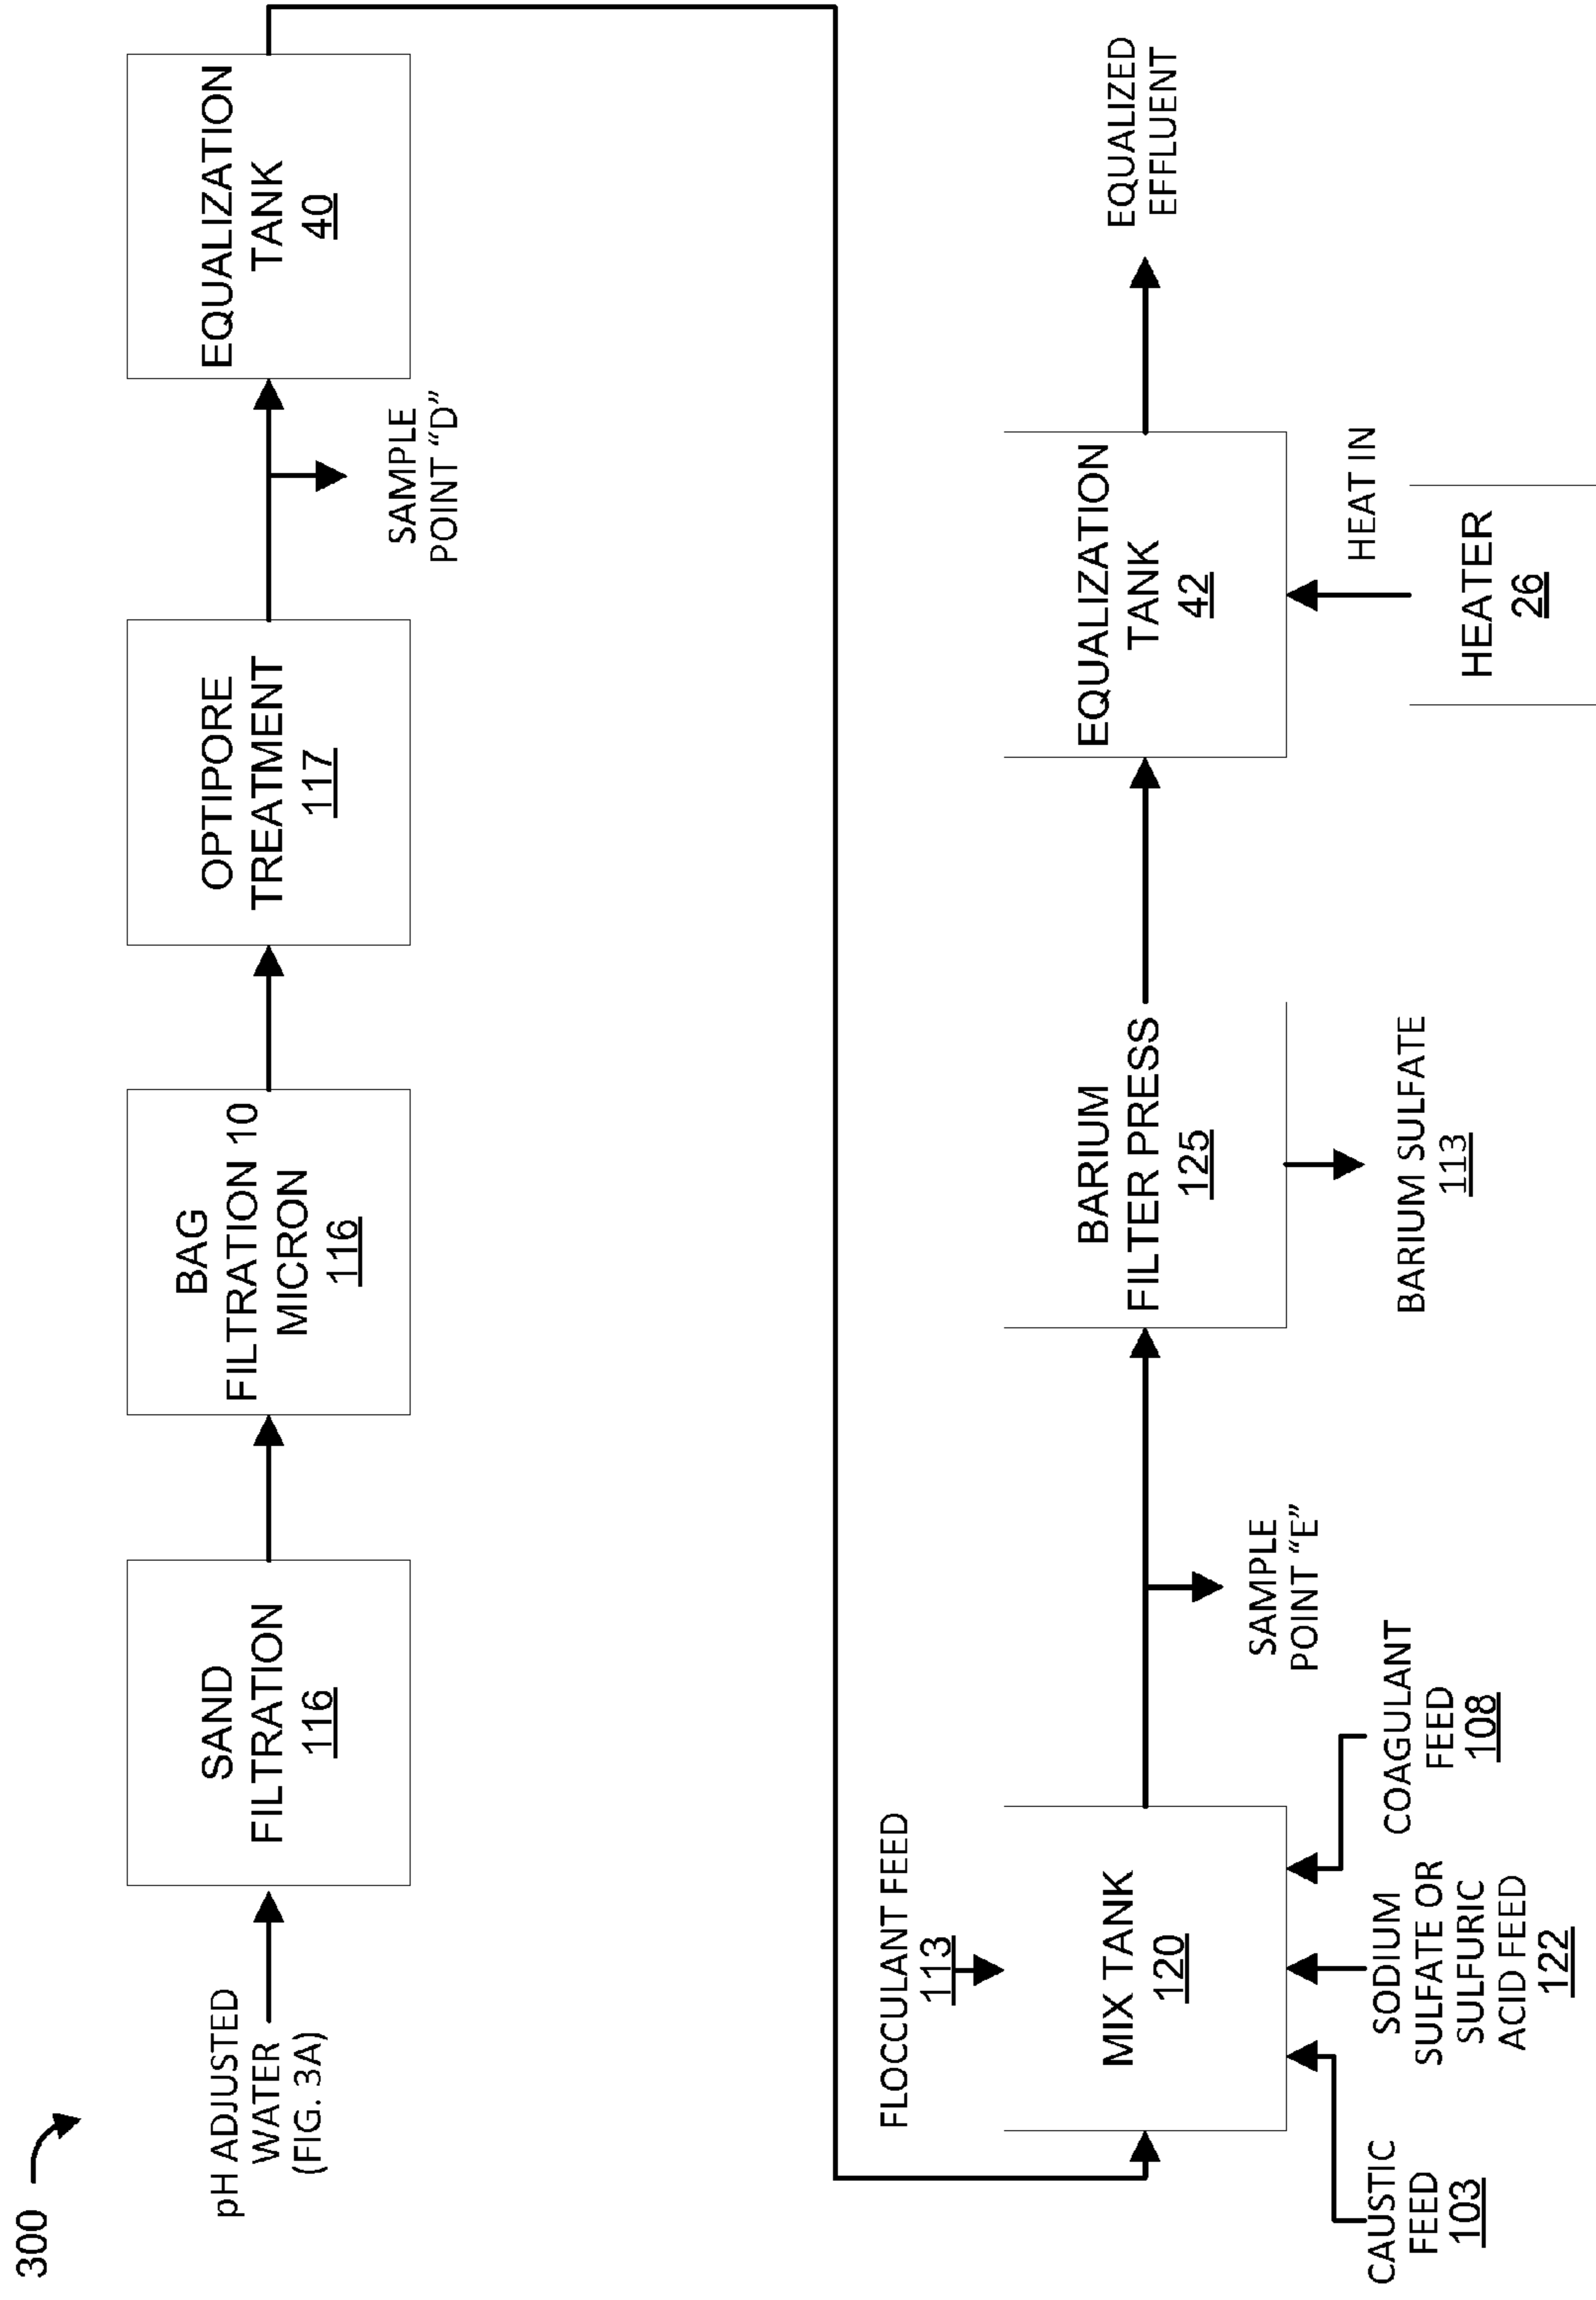 300
pH ADJUSTED
WATER
(FIG. 3A)
SAND
FILTRATION
116
BAG
FILTRATION 10
MICRON
116
OPTIPORE
TREATMENT
117
SAMPLE
POINT “D”
EQUALIZATION
TANK
40
FLOCCULANT FEED
113
MIX TANK
120
CAUSTIC
FEED
103
SODIUM
SULFATE OR
SULFURIC
ACID FEED
122
COAGULANT
FEED
108
SAMPLE
POINT “E”
BARIUM
FILTER PRESS
125
BARIUM SULFATE
113
EQUALIZATION
TANK
42
HEAT IN
HEATER
26
EQUALIZED
EFFLUENT